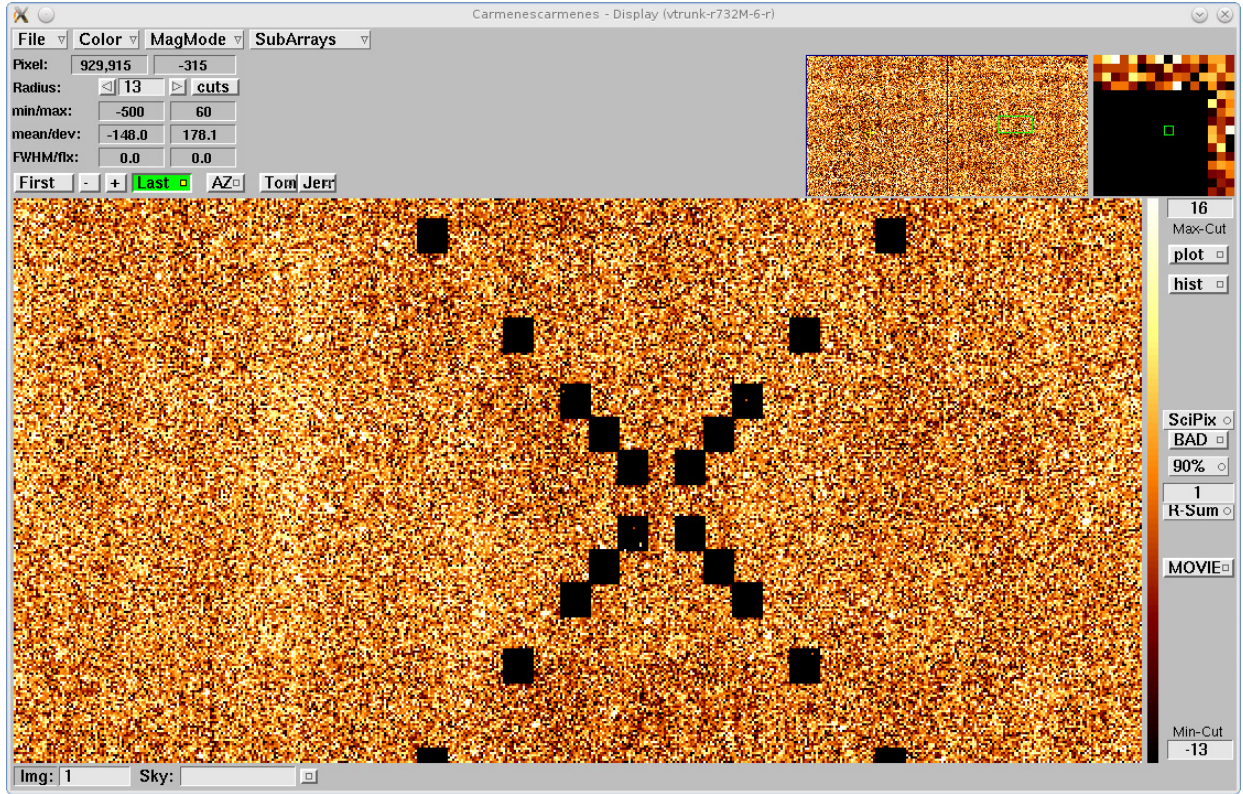 Carmenescarmenes - Display (vtrunk-r732M-6-r)
File Color MagMode SubArrays
Pixel: 929,915 -315
Radius: 13 cuts
min/max: -500 60
mean/dev: -148.0 178.1
FWHM/flx: 0.0 0.0
First - + Last AZ Tom Jerr
16
Max-Cut
plot
hist
SciPix
BAD
90%
1
R-Sum
MOVIE
Min-Cut
-13
Img: 1 Sky: